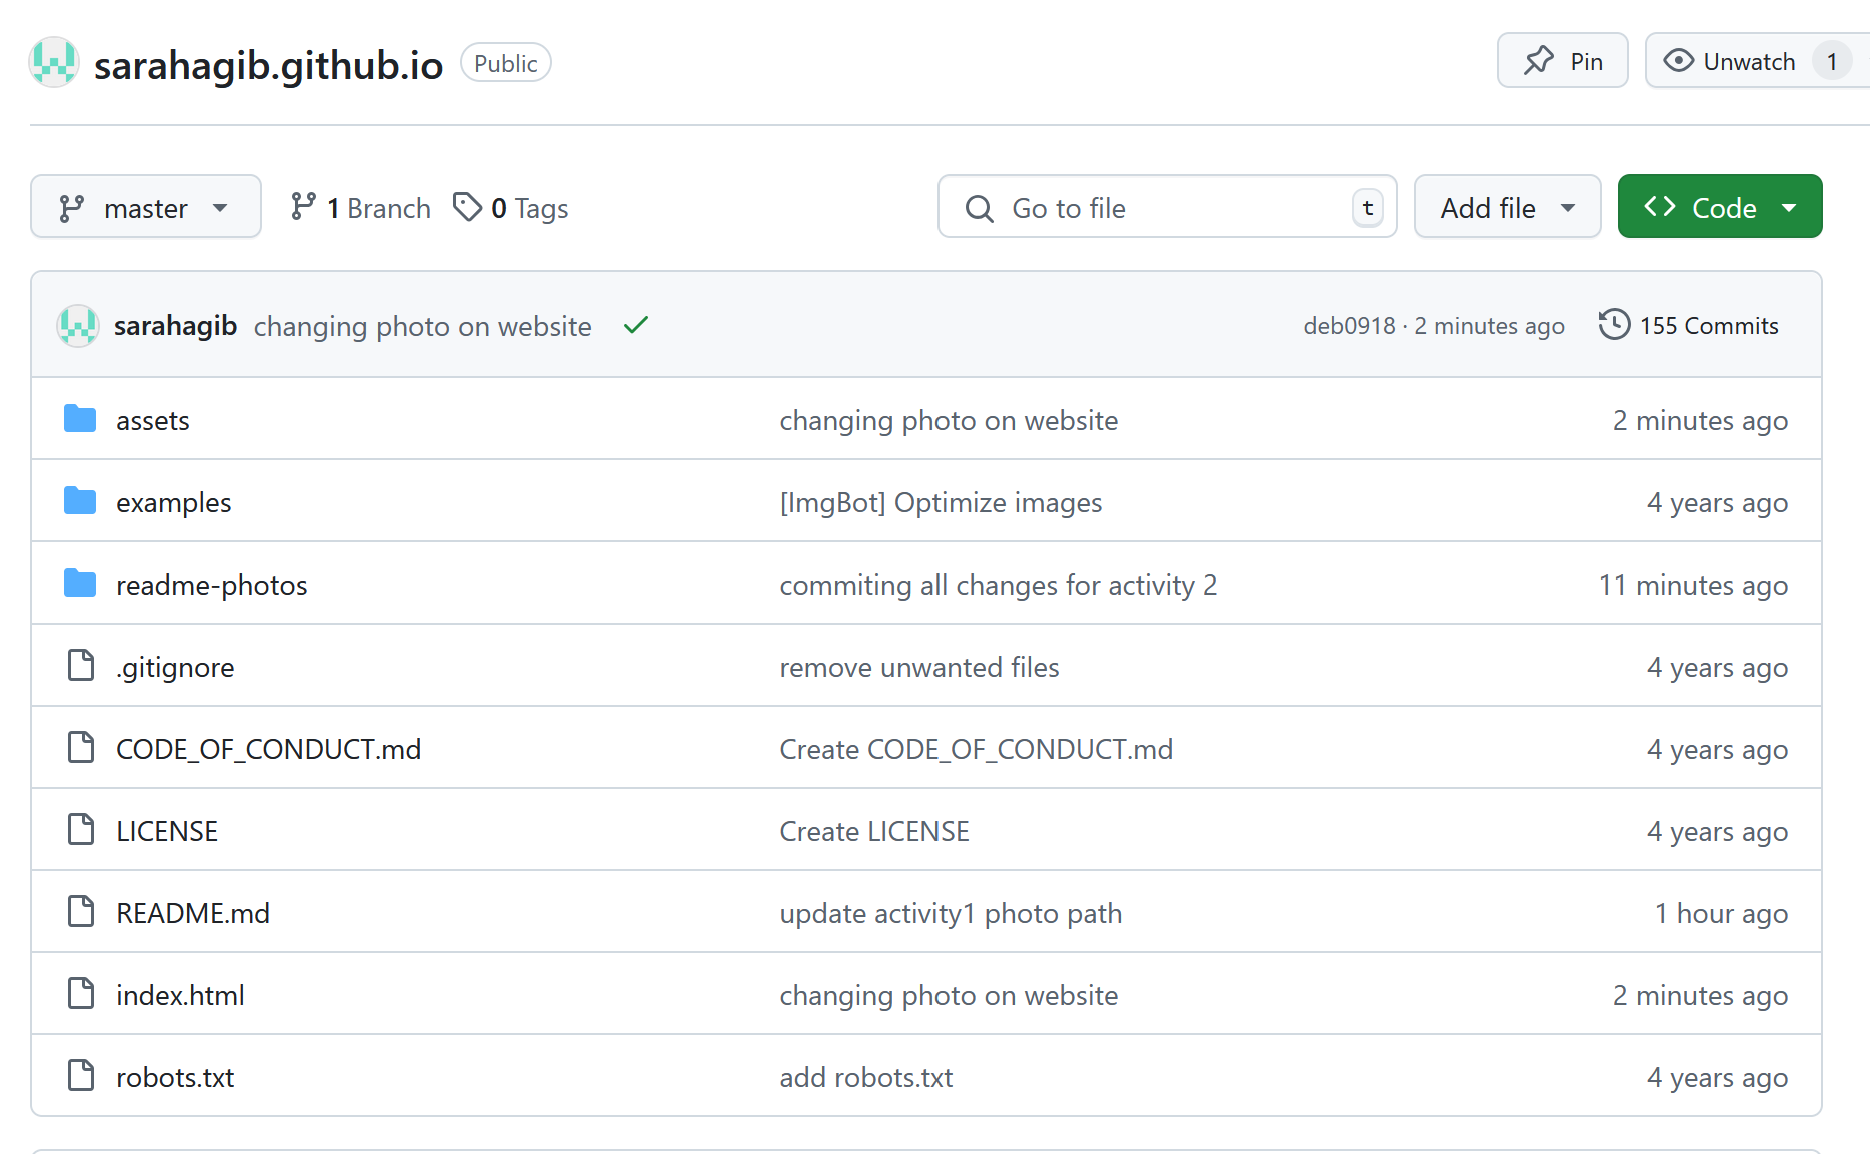 sarahagib.github.io Public Pin Unwatch 1
master 1 Branch 0 Tags Go to file t Add file <> Code
sarahagib changing photo on website deb0918 · 2 minutes ago 155 Commits
assets changing photo on website 2 minutes ago
examples [ImgBot] Optimize images 4 years ago
readme-photos commiting all changes for activity 2 11 minutes ago
.gitignore remove unwanted files 4 years ago
CODE_OF_CONDUCT.md Create CODE_OF_CONDUCT.md 4 years ago
LICENSE Create LICENSE 4 years ago
README.md update activity1 photo path 1 hour ago
index.html changing photo on website 2 minutes ago
robots.txt add robots.txt 4 years ago